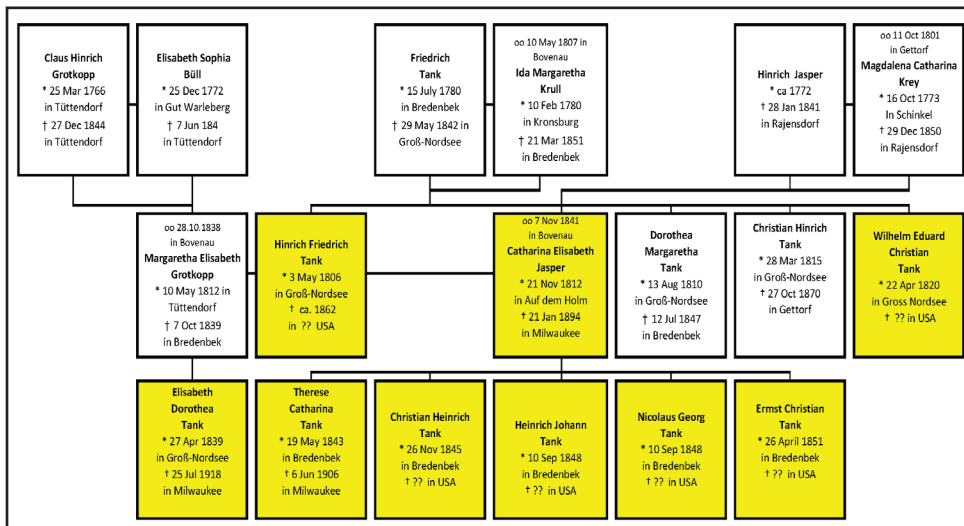 Claus Hinrich
Grotkopp
* 25 Mar 1766
in Tüttendorf
† 27 Dec 1844
in Tüttendorf
Elisabeth Sophia
Büll
* 25 Dec 1772
in Gut Warleberg
† 7 Jun 184
in Tüttendorf
Friedrich
Tank
* 15 July 1780
in Bredenbek
† 29 May 1842 in
Groß-Nordsee
oo 10 May 1807 in
Bovenau
Ida Margaretha
Krull
* 10 Feb 1780
in Kronsburg
† 21 Mar 1851
in Bredenbek
Hinrich Jasper
* ca 1772
† 28 Jan 1841
in Rajensdorf
oo 11 Oct 1801
in Gettorf
Magdalena Catharina
Krey
* 16 Oct 1773
In Schinkel
† 29 Dec 1850
in Rajensdorf
oo 28.10.1838
in Bovenau
Margaretha Elisabeth
Grotkopp
* 10 May 1812 in
Tüttendorf
† 7 Oct 1839
in Bredenbek
Hinrich Friedrich
Tank
* 3 May 1806
in Groß-Nordsee
† ca. 1862
in ?? USA
oo 7 Nov 1841
in Bovenau
Catharina Elisabeth
Jasper
* 21 Nov 1812
in Auf dem Holm
† 21 Jan 1894
in Milwaukee
Dorothea
Margaretha
Tank
* 13 Aug 1810
in Groß-Nordsee
† 12 Jul 1847
in Bredenbek
Christian Hinrich
Tank
* 28 Mar 1815
in Groß-Nordsee
† 27 Oct 1870
in Gettorf
Wilhelm Eduard
Christian
Tank
* 22 Apr 1820
in Gross Nordsee
† ?? in USA
Elisabeth
Dorothea
Tank
* 27 Apr 1839
in Groß-Nordsee
† 25 Jul 1918
in Milwaukee
Therese
Catharina
Tank
* 19 May 1843
in Bredenbek
† 6 Jun 1906
in Milwaukee
Christian Heinrich
Tank
* 26 Nov 1845
in Bredenbek
† ?? in USA
Heinrich Johann
Tank
* 10 Sep 1848
in Bredenbek
† ?? in USA
Nicolaus Georg
Tank
* 10 Sep 1848
in Bredenbek
† ?? in USA
Ermst Christian
Tank
* 26 April 1851
in Bredenbek
† ?? in USA